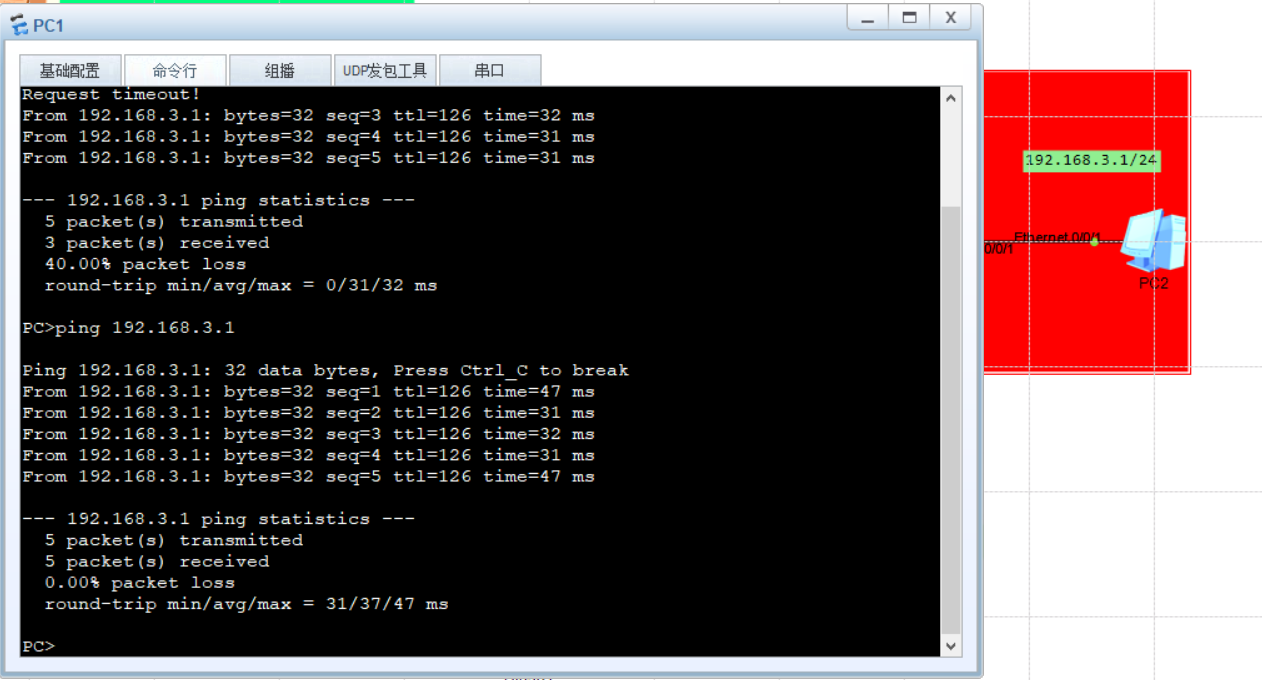 PC1
基础配置 命令行 组播 UDP发包工具 串口
Request timeout!
From 192.168.3.1: bytes=32 seq=3 ttl=126 time=32 ms
From 192.168.3.1: bytes=32 seq=4 ttl=126 time=31 ms
From 192.168.3.1: bytes=32 seq=5 ttl=126 time=31 ms
--- 192.168.3.1 ping statistics ---
5 packet(s) transmitted
3 packet(s) received
40.00% packet loss
round-trip min/avg/max = 0/31/32 ms
PC>ping 192.168.3.1
Ping 192.168.3.1: 32 data bytes, Press Ctrl_C to break
From 192.168.3.1: bytes=32 seq=1 ttl=126 time=47 ms
From 192.168.3.1: bytes=32 seq=2 ttl=126 time=31 ms
From 192.168.3.1: bytes=32 seq=3 ttl=126 time=32 ms
From 192.168.3.1: bytes=32 seq=4 ttl=126 time=31 ms
From 192.168.3.1: bytes=32 seq=5 ttl=126 time=47 ms
--- 192.168.3.1 ping statistics ---
5 packet(s) transmitted
5 packet(s) received
0.00% packet loss
round-trip min/avg/max = 31/37/47 ms
PC>
192.168.3.1/24
Ethernet 0/0/1
0/0/1
PC2